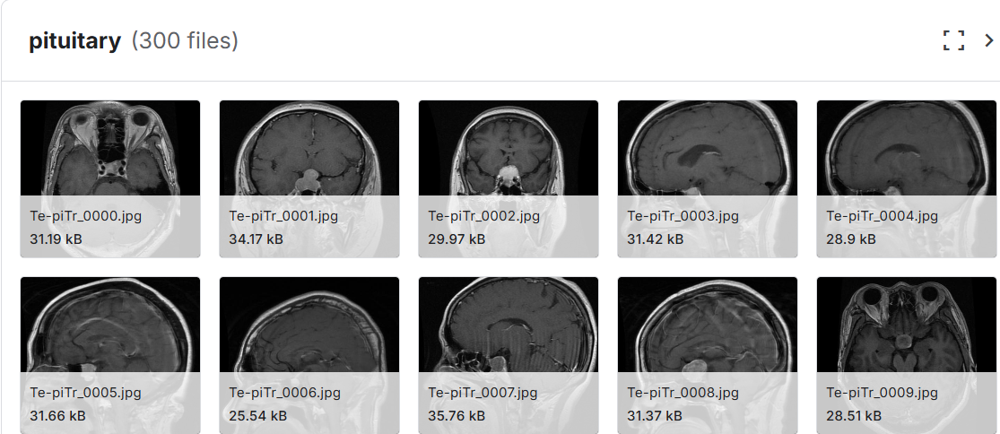 pituitary (300 files)
Te-piTr_0000.jpg
31.19 kB
Te-piTr_0001.jpg
34.17 kB
Te-piTr_0002.jpg
29.97 kB
Te-piTr_0003.jpg
31.42 kB
Te-piTr_0004.jpg
28.9 kB
Te-piTr_0005.jpg
31.66 kB
Te-piTr_0006.jpg
25.54 kB
Te-piTr_0007.jpg
35.76 kB
Te-piTr_0008.jpg
31.37 kB
Te-piTr_0009.jpg
28.51 kB